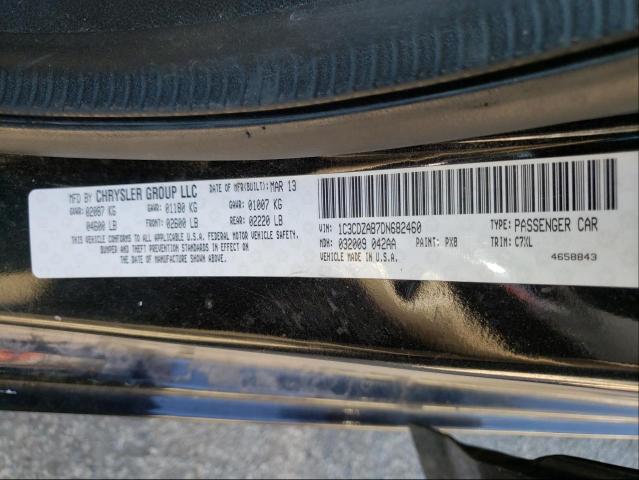 MFD BY CHRYSLER GROUP LLC DATE OF MFR(BUILT): MAR 13
GVWR: 02087 KG GAWR: 01180 KG GAWR: 01007 KG
04600 LB FRONT: 02600 LB REAR: 02220 LB
THIS VEHICLE CONFORMS TO ALL APPLICABLE U.S.A. FEDERAL MOTOR VEHICLE SAFETY,
BUMPER AND THEFT PREVENTION STANDARDS IN EFFECT ON
THE DATE OF MANUFACTURE SHOWN ABOVE.
VIN: 1C3CDZAB7DN682460 TYPE: PASSENGER CAR
MDH: 032009 042AA PAINT: PX8 TRIM: C7XL
VEHICLE MADE IN U.S.A. 4658843